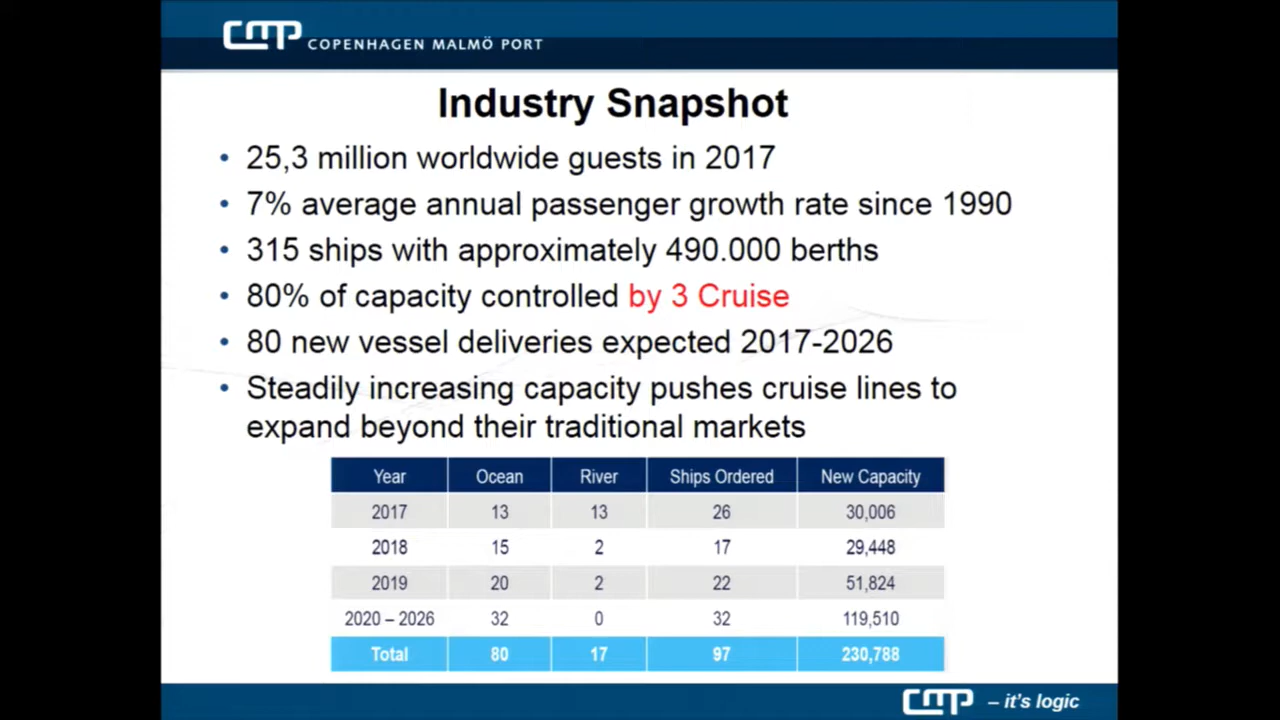 CMP COPENHAGEN MALMÖ PORT
Industry Snapshot
• 25,3 million worldwide guests in 2017
• 7% average annual passenger growth rate since 1990
• 315 ships with approximately 490.000 berths
• 80% of capacity controlled by 3 Cruise
• 80 new vessel deliveries expected 2017-2026
• Steadily increasing capacity pushes cruise lines to
expand beyond their traditional markets
Year Ocean River Ships Ordered New Capacity
2017 13 13 26 30,006
2018 15 2 17 29,448
2019 20 2 22 51,824
2020 – 2026 32 0 32 119,510
Total 80 17 97 230,788
CMP – it's logic